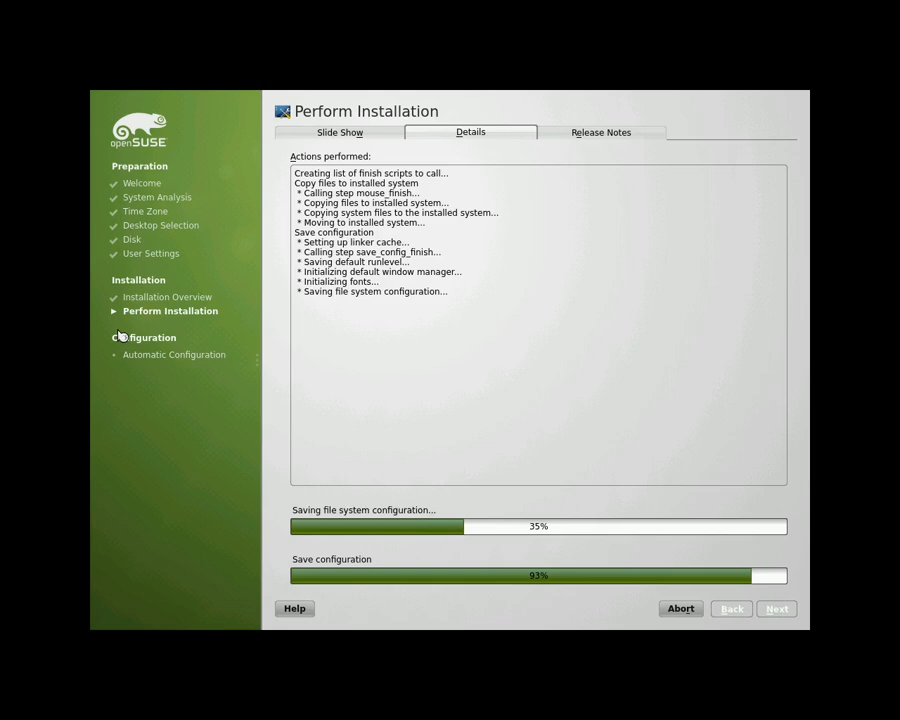 openSUSE
Preparation
Welcome
System Analysis
Time Zone
Desktop Selection
Disk
User Settings
Installation
Installation Overview
Perform Installation
Automatic Configuration
Perform Installation
Slide Show
Details
Release Notes
Actions performed:
Creating list of finish scripts to call...
Copy files to installed system
* Calling step mouse_finish...
* Copying files to installed system...
* Copying system files to the installed system...
* Moving to installed system...
Save configuration
* Setting up linker cache...
* Calling step save_config_finish...
* Saving default runlevel...
* Initializing default window manager...
* Initializing fonts...
* Saving file system configuration...
Saving file system configuration...
35%
Save configuration
93%
Help
Abort
Back
Next